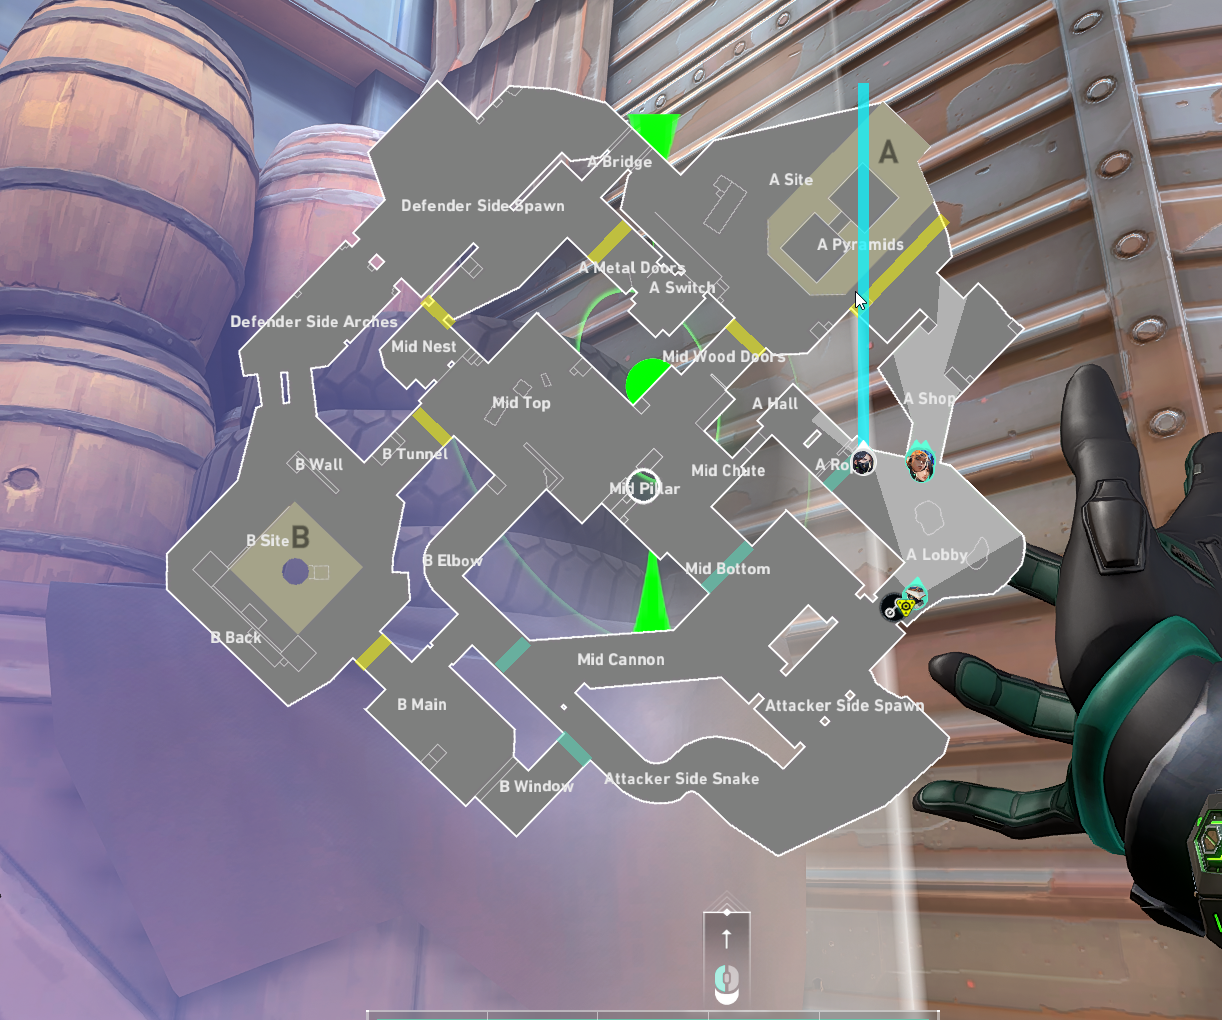 A Bridge
A
A Site
Defender Side Spawn
A Pyramids
A Metal Doors
A Switch
Defender Side Arches
Mid Nest
Mid Wood Doors
A Shop
Mid Top
A Hall
B Tunnel
B Wall
Mid Chute
A Ro
Mid Pillar
B
B Site
A Lobby
B Elbow
Mid Bottom
B Back
Mid Cannon
B Main
Attacker Side Spawn
Attacker Side Snake
B Window